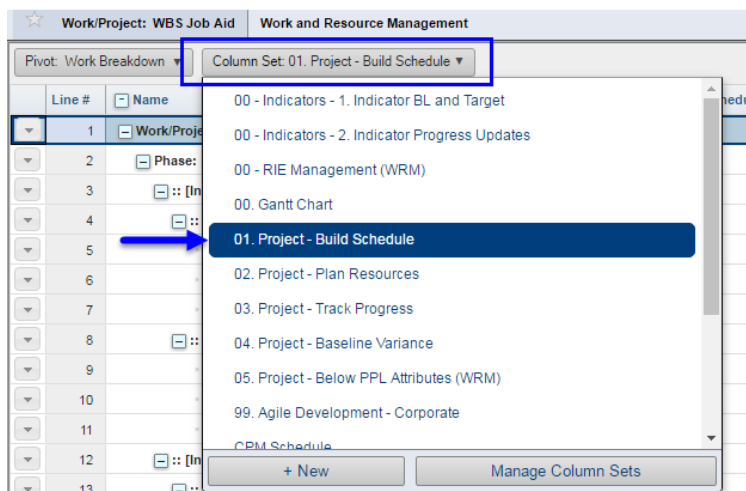 Work/Project: WBS Job Aid Work and Resource Management
Pivot: Work Breakdown Column Set: 01. Project - Build Schedule
Line # Name
00 - Indicators - 1. Indicator BL and Target
1 Work/Proje
00 - Indicators - 2. Indicator Progress Updates
2 Phase:
00 - RIE Management (WRM)
3 :: [In
00. Gantt Chart
4 ::
01. Project - Build Schedule
5
02. Project - Plan Resources
6
03. Project - Track Progress
7
04. Project - Baseline Variance
8 ::
05. Project - Below PPL Attributes (WRM)
9
99. Agile Development - Corporate
10
11
CPM Schedule
12 :: [In
+ New Manage Column Sets
13